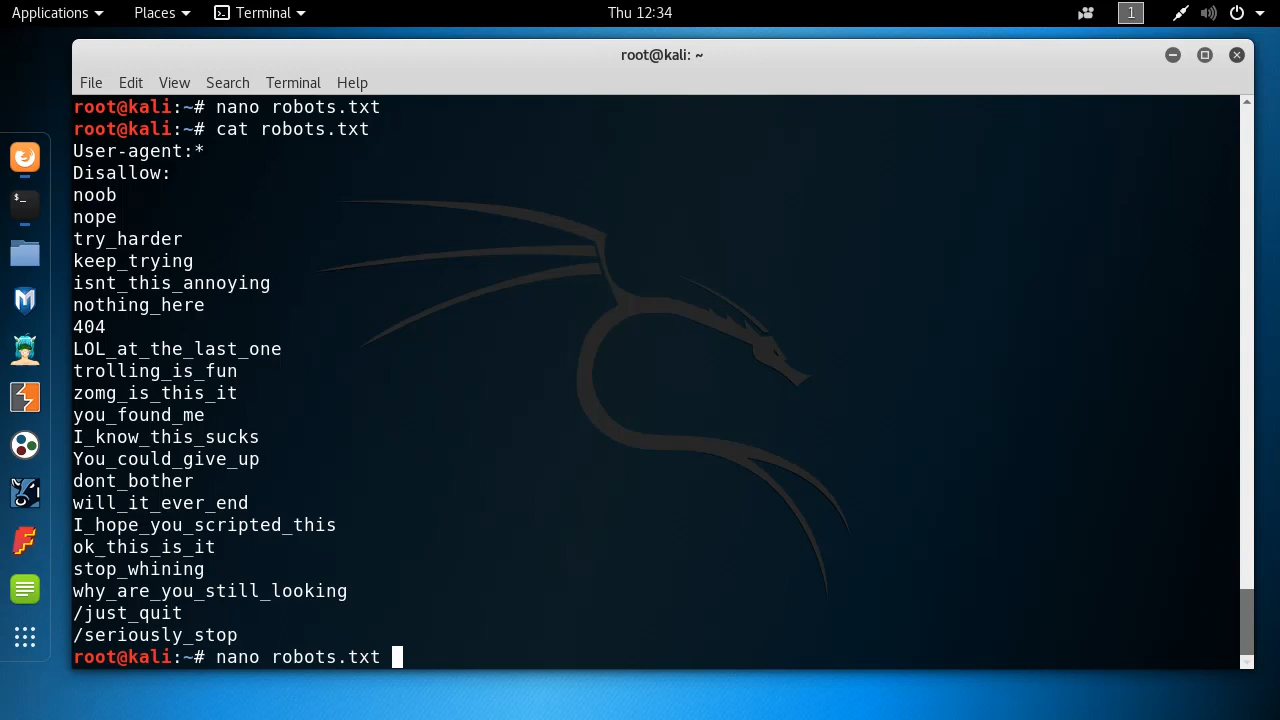 Applications Places Terminal Thu 12:34 1
root@kali: ~
File Edit View Search Terminal Help
root@kali:~# nano robots.txt
root@kali:~# cat robots.txt
User-agent:*
Disallow:
noob
nope
try_harder
keep_trying
isnt_this_annoying
nothing_here
404
LOL_at_the_last_one
trolling_is_fun
zomg_is_this_it
you_found_me
I_know_this_sucks
You_could_give_up
dont_bother
will_it_ever_end
I_hope_you_scripted_this
ok_this_is_it
stop_whining
why_are_you_still_looking
/just_quit
/seriously_stop
root@kali:~# nano robots.txt